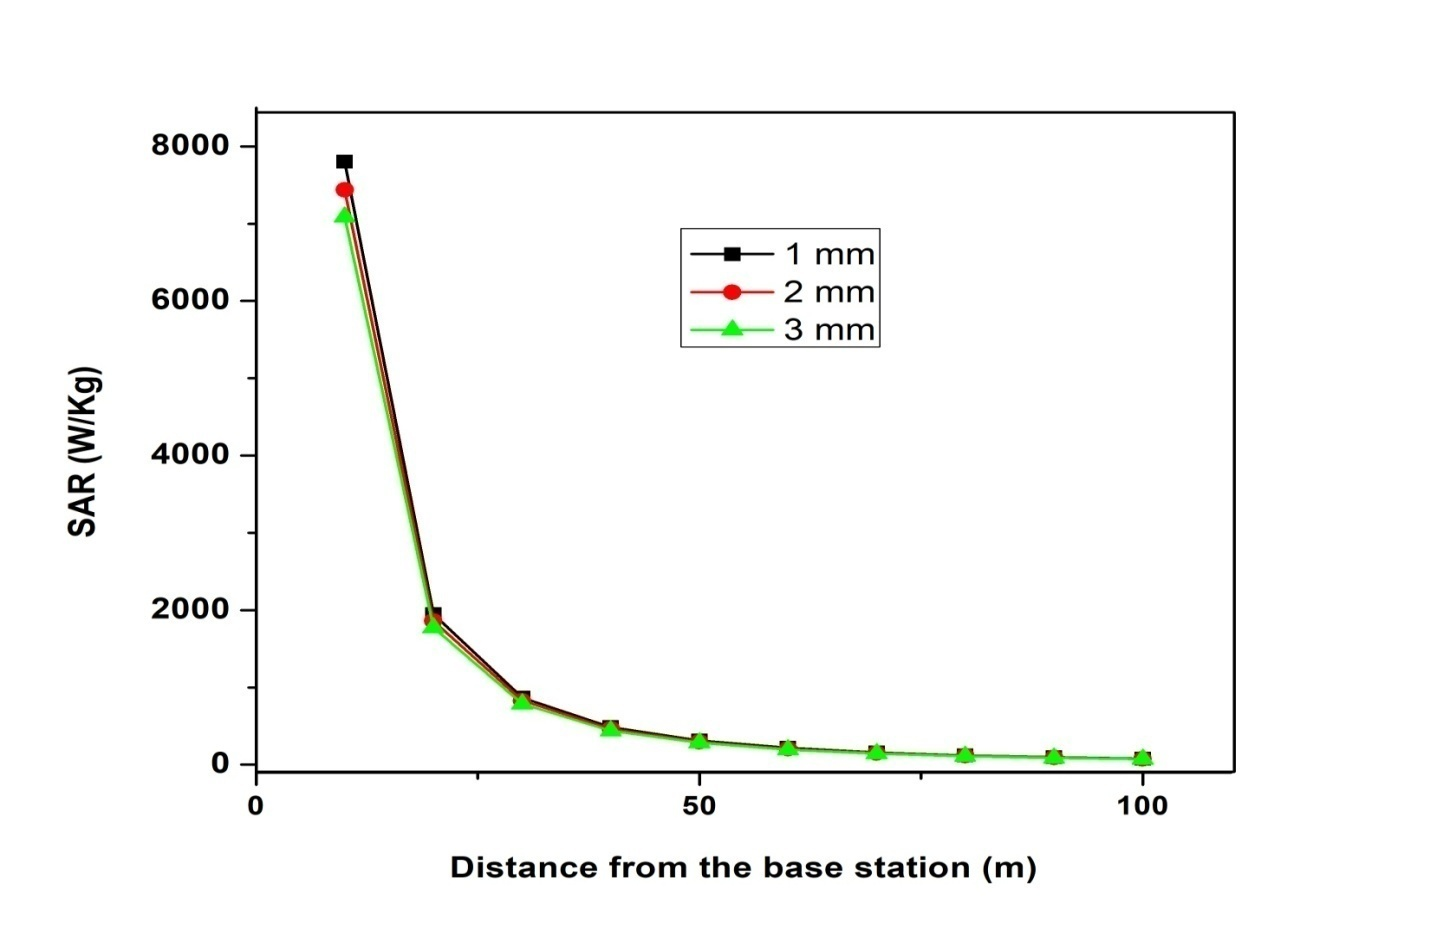 8000
6000
4000
2000
0
SAR (W/Kg)
1 mm
2 mm
3 mm
0 50 100
Distance from the base station (m)